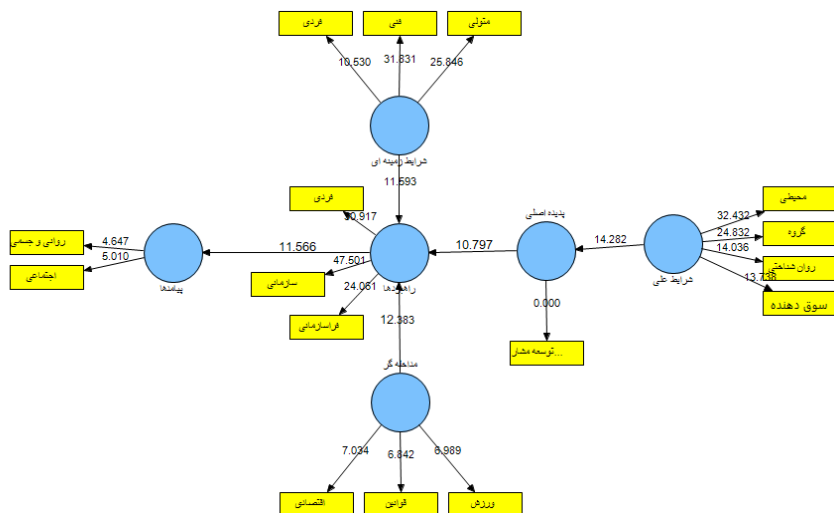 فردی
فنی
متولی
10.530
31.831
25.846
شرایط زمینه ای
11.593
فردی
30.917
پدیده اصلی
محیطی
32.432
گروه
24.832
روان شناختی
14.036
13.738
سوق دهنده
شرایط علی
14.282
10.797
11.566
روانی و جسمی
4.647
اجتماعی
5.010
پیامدها
راهبردها
47.501
سازمانی
24.061
فراسازمانی
0.000
توسعه مشار...
12.383
مداخله گر
7.034
6.842
6.989
اقتصادی
قوانین
ورزش